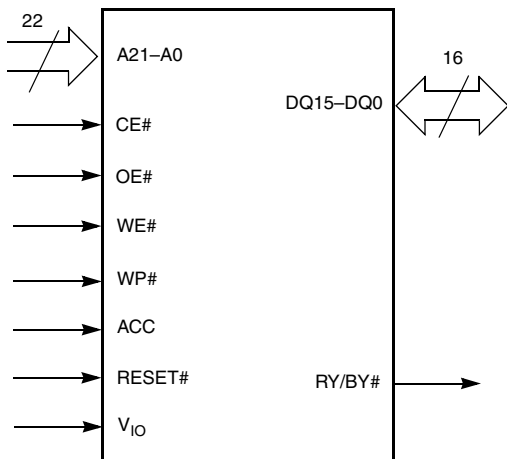 22
A21–A0
16
DQ15–DQ0
CE#
OE#
WE#
WP#
ACC
RESET#
RY/BY#
VIO